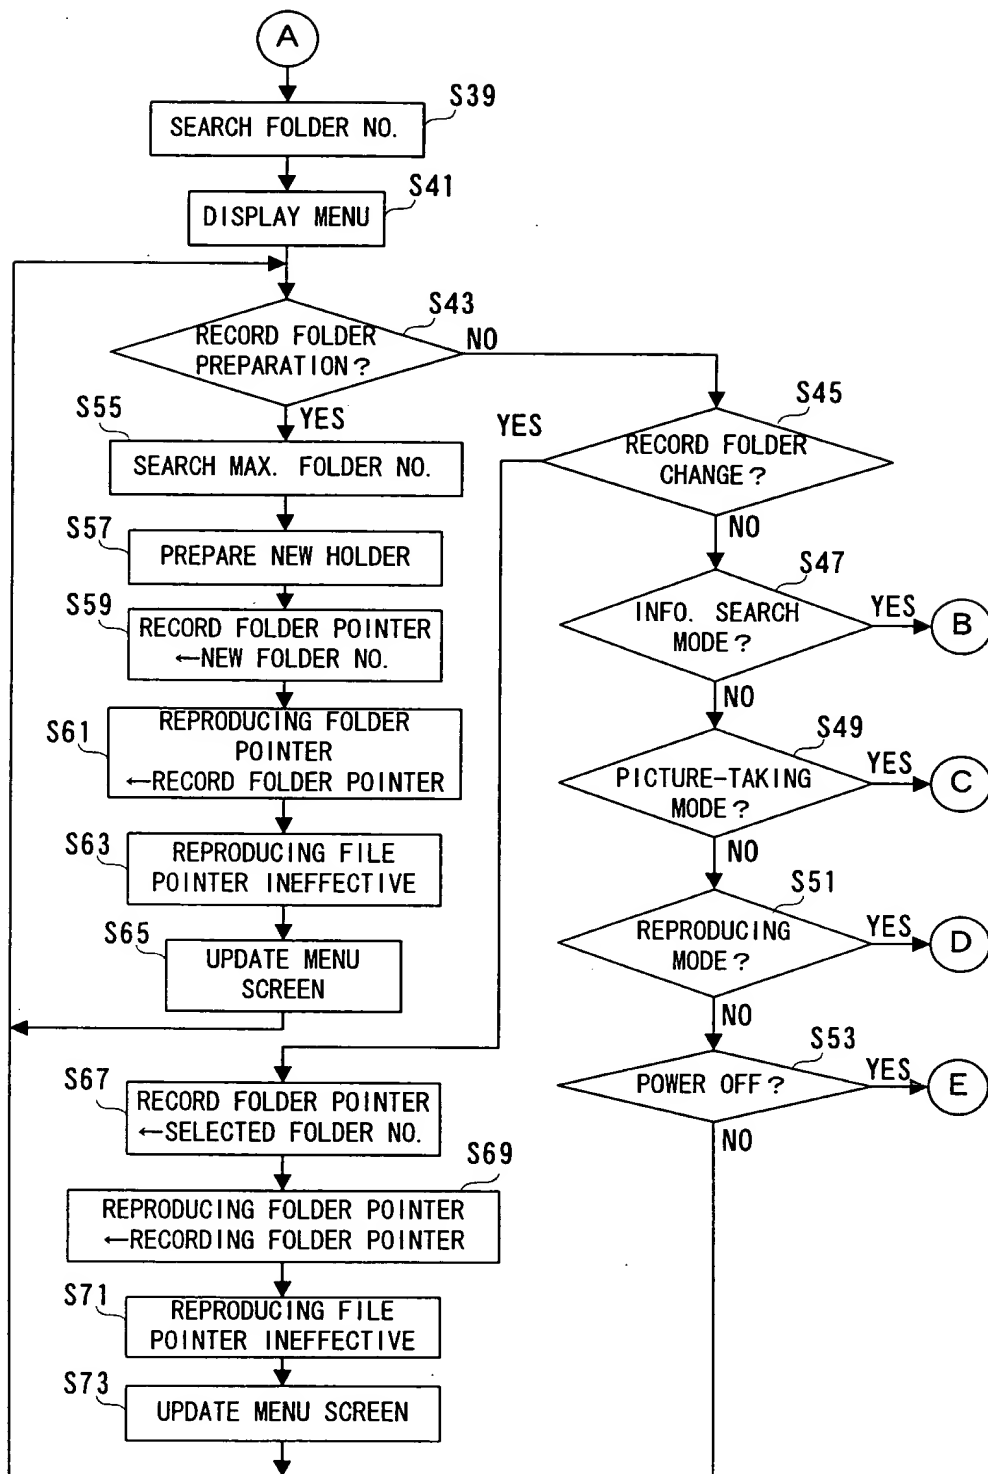 A
S39
SEARCH FOLDER NO.
S41
DISPLAY MENU
S43
RECORD FOLDER
PREPARATION?
NO
YES
S45
RECORD FOLDER
CHANGE?
YES
NO
S55
SEARCH MAX. FOLDER NO.
S57
PREPARE NEW HOLDER
S59
RECORD FOLDER POINTER
←NEW FOLDER NO.
S61
REPRODUCING FOLDER
POINTER
←RECORD FOLDER POINTER
S63
REPRODUCING FILE
POINTER INEFFECTIVE
S65
UPDATE MENU
SCREEN
S47
INFO. SEARCH
MODE?
YES
B
NO
S49
PICTURE-TAKING
MODE?
YES
C
NO
S51
REPRODUCING
MODE?
YES
D
NO
S53
POWER OFF?
YES
E
NO
S67
RECORD FOLDER POINTER
←SELECTED FOLDER NO.
S69
REPRODUCING FOLDER POINTER
←RECORDING FOLDER POINTER
S71
REPRODUCING FILE
POINTER INEFFECTIVE
S73
UPDATE MENU SCREEN